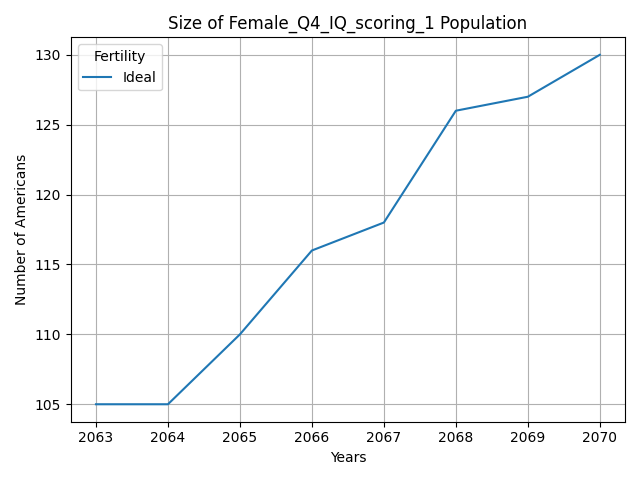 Size of Female_Q4_IQ_scoring_1 Population
Fertility
Ideal
130
125
120
115
110
105
Number of Americans
2063 2064 2065 2066 2067 2068 2069 2070
Years